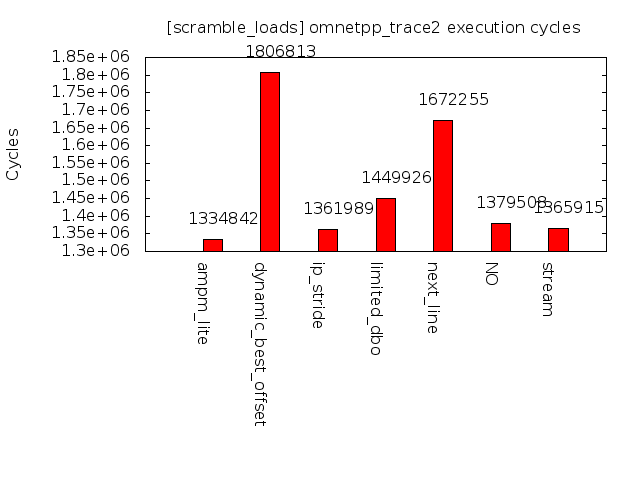 [scramble_loads] omnetpp_trace2 execution cycles
Cycles
1.85e+06
1.8e+06
1.75e+06
1.7e+06
1.65e+06
1.6e+06
1.55e+06
1.5e+06
1.45e+06
1.4e+06
1.35e+06
1.3e+06
1334842
1806813
1361989
1449926
1672255
1379508
1365915
ampm_lite
dynamic_best_offset
ip_stride
limited_dbo
next_line
NO
stream